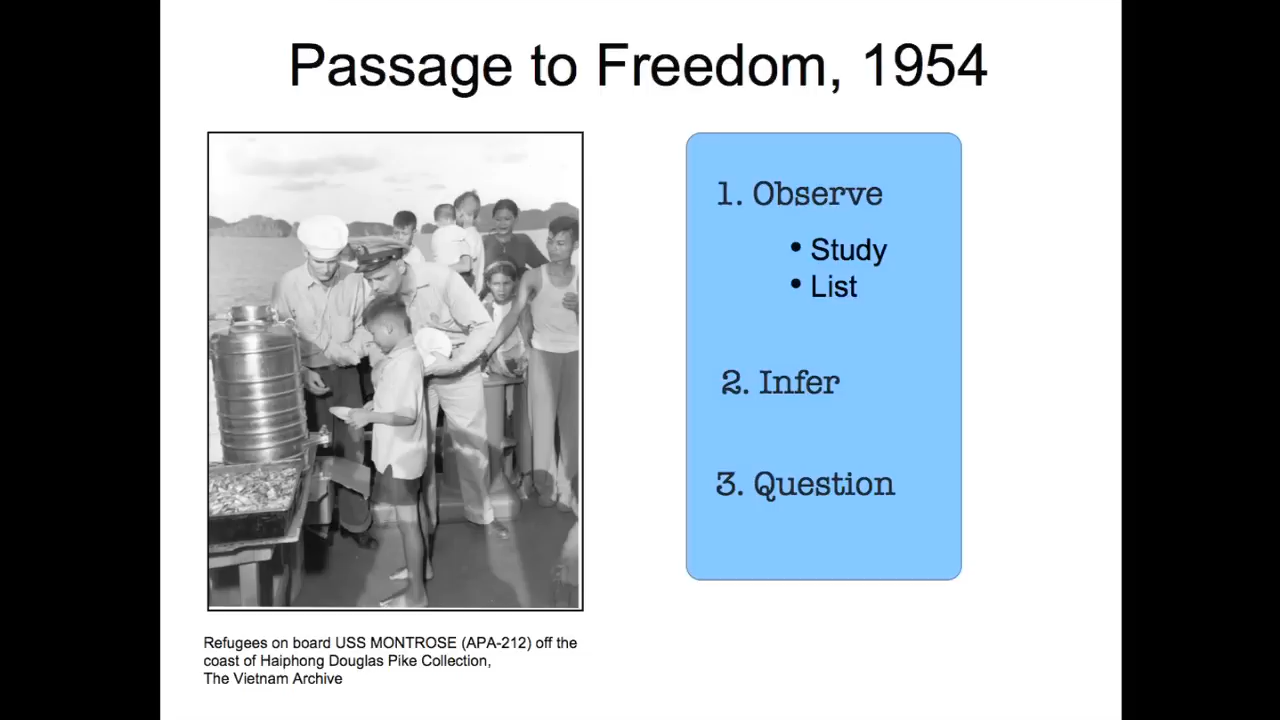 Passage to Freedom, 1954
1. Observe
• Study
• List
2. Infer
3. Question
Refugees on board USS MONTROSE (APA-212) off the
coast of Haiphong Douglas Pike Collection,
The Vietnam Archive